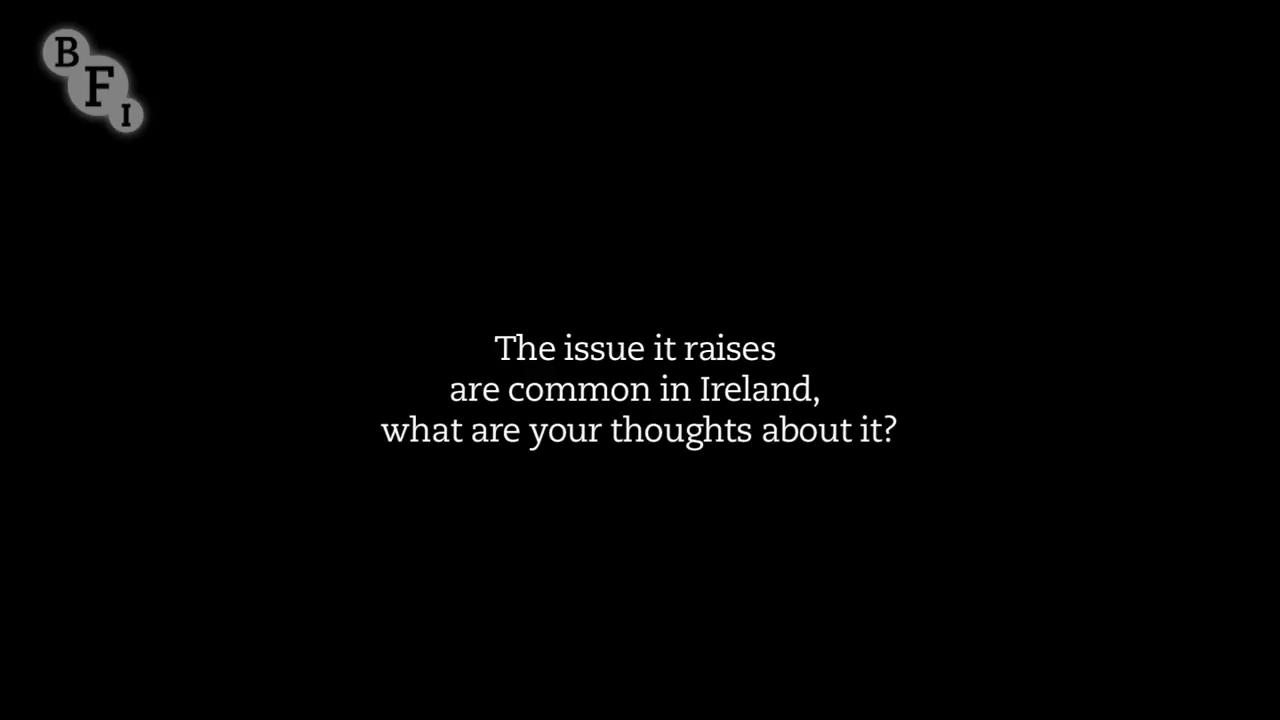 BFI
The issue it raises
are common in Ireland,
what are your thoughts about it?